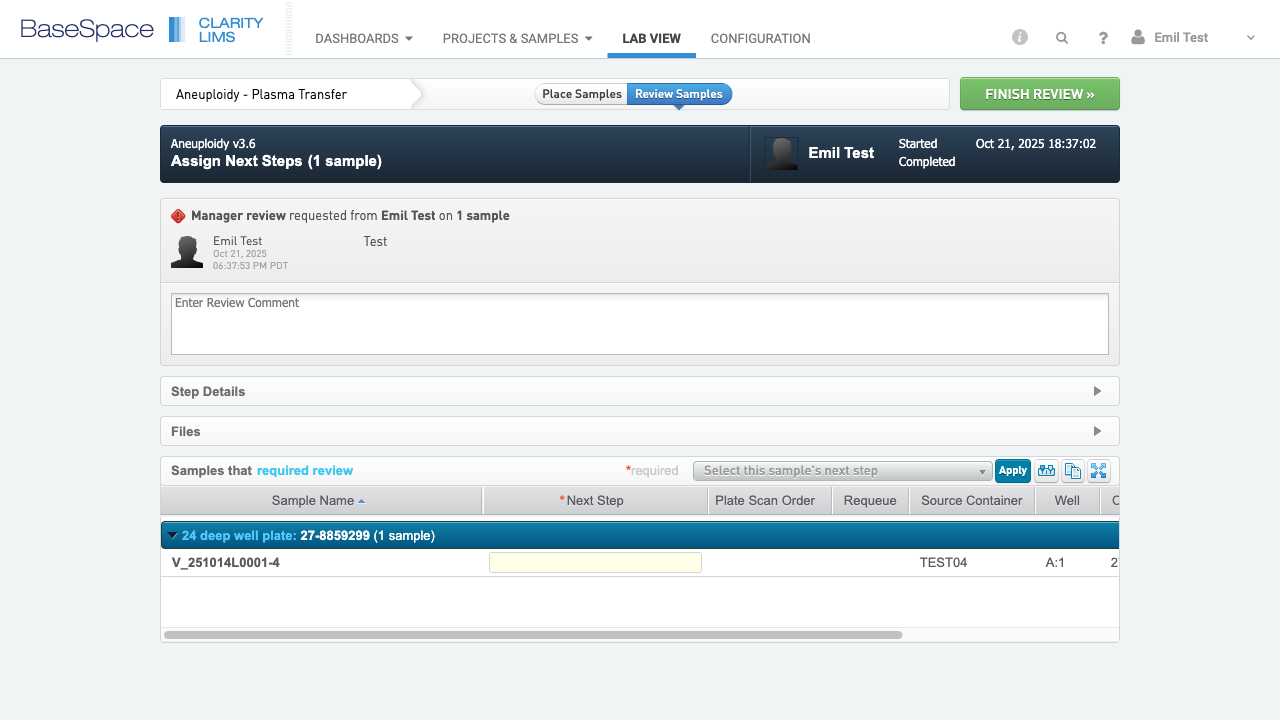 BaseSpace CLARITY LIMS
DASHBOARDS PROJECTS & SAMPLES LAB VIEW CONFIGURATION
? Emil Test
Aneuploidy - Plasma Transfer
Place Samples Review Samples
FINISH REVIEW »
Aneuploidy v3.6
Assign Next Steps (1 sample)
Emil Test
Started Oct 21, 2025 18:37:02
Completed
Manager review requested from Emil Test on 1 sample
Emil Test
Oct 21, 2025
06:37:53 PM PDT
Test
Enter Review Comment
Step Details
Files
Samples that required review
*required Select this sample's next step Apply
Sample Name *Next Step Plate Scan Order Requeue Source Container Well
24 deep well plate: 27-8859299 (1 sample)
V_251014L0001-4 TEST04 A:1